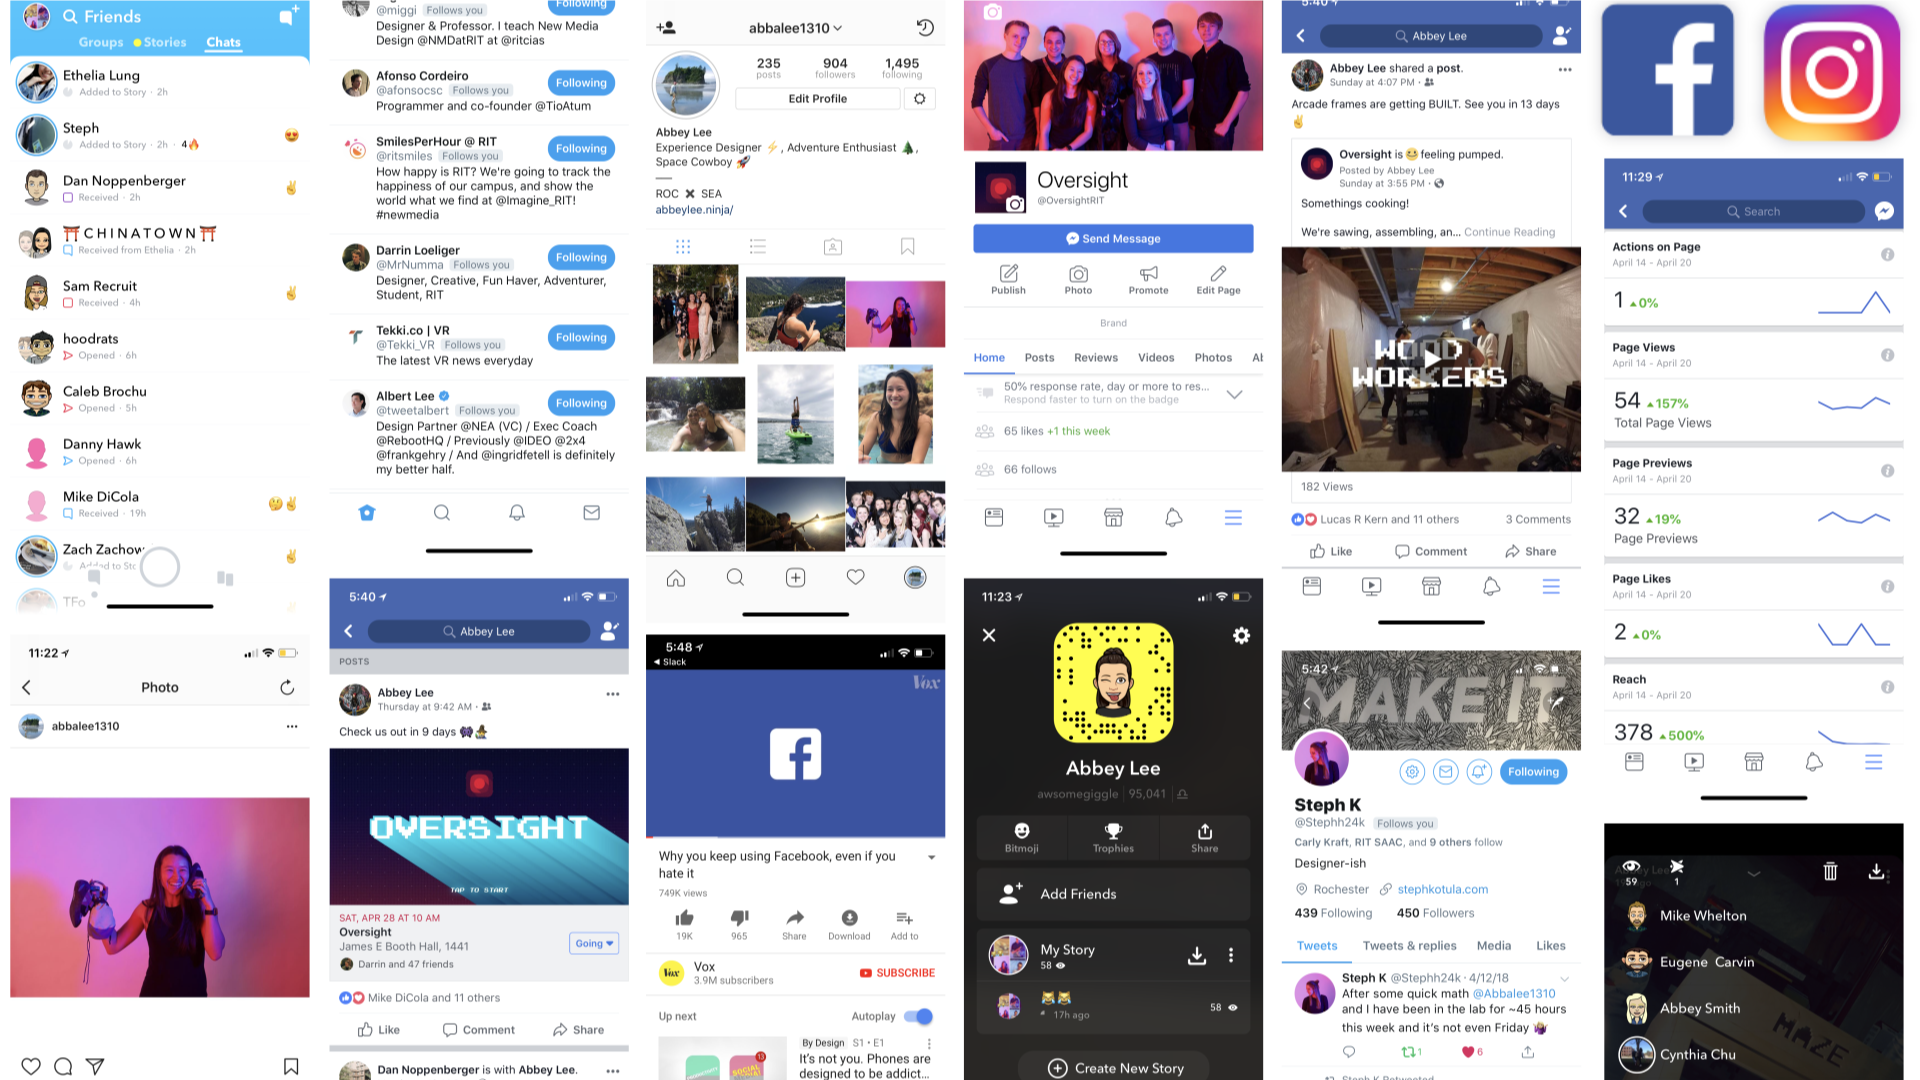 Friends
Groups Stories Chats
Ethelia Lung
Added to Story · 2h
Steph
Added to Story · 2h · 4🔥
Dan Noppenberger
Received · 2h
⛩️CHINATOWN⛩️
Received from Ethelia · 2h
Sam Recruit
Received · 4h
hoodrats
Opened · 6h
Caleb Brochu
Opened · 5h
Danny Hawk
Opened · 6h
Mike DiCola
Received · 19h
Zach Zachow
Added to Sto
TFo
11:22
Photo
abbalee1310
@miggi Follows you
Following
Designer & Professor. I teach New Media
Design @NMDatRIT at @ritcias
Afonso Cordeiro
@afonsocsc Follows you
Following
Programmer and co-founder @TioAtum
SmilesPerHour @ RIT
@ritsmiles Follows you
Following
How happy is RIT? We're going to track the
happiness of our campus, and show the
world what we find at @Imagine_RIT!
#newmedia
Darrin Loeliger
@MrNumma Follows you
Following
Designer, Creative, Fun Haver, Adventurer,
Student, RIT
Tekki.co | VR
@Tekki_VR Follows you
Following
The latest VR news everyday
Albert Lee
@tweetalbert Follows you
Following
Design Partner @NEA (VC) / Exec Coach
@RebootHQ / Previously @IDEO @2x4
@frankgehry / And @ingridfetell is definitely
my better half.
5:40
Abbey Lee
POSTS
Abbey Lee
Thursday at 9:42 AM ·
Check us out in 9 days
OVERSIGHT
TAP TO START
SAT, APR 28 AT 10 AM
Oversight
James E Booth Hall, 1441
Darrin and 47 friends
Going
Mike DiCola and 11 others
Like Comment Share
Dan Noppenberger is with Abbey Lee.
abbalee1310
235 904 1,495
posts followers following
Edit Profile
Abbey Lee
Experience Designer ⚡, Adventure Enthusiast 🌲,
Space Cowboy 🚀
—
ROC ✖ SEA
abbeylee.ninja/
5:48
Slack
Vox
Why you keep using Facebook, even if you
hate it
749K views
19K 965 Share Download Add to
Vox
Vox
3.9M subscribers
SUBSCRIBE
Up next
Autoplay
By Design S1 · E1
It's not you. Phones are
designed to be addict...
SOCIAL
13
Oversight
@OversightRIT
Send Message
Publish Photo Promote Edit Page
Brand
Home Posts Reviews Videos Photos Ab
50% response rate, day or more to res...
Respond faster to turn on the badge
65 likes +1 this week
66 follows
11:23
Abbey Lee
awsomegiggle | 95,041 | ♎
Bitmoji Trophies Share
Add Friends
My Story
58
17h ago
58
Create New Story
5:40
Abbey Lee
Abbey Lee shared a post.
Sunday at 4:07 PM ·
Arcade frames are getting BUILT. See you in 13 days
✌
Oversight is 😃 feeling pumped.
Posted by Abbey Lee
Sunday at 3:55 PM ·
Somethings cooking!
We're sawing, assembling, an... Continue Reading
WOOD
WORKERS
182 Views
Lucas R Kern and 11 others
3 Comments
Like Comment Share
5:42
MAKE IT
Following
Steph K
@Stephh24k Follows you
Carly Kraft, RIT SAAC, and 9 others follow
Designer-ish
Rochester stephkotula.com
439 Following 450 Followers
Tweets Tweets & replies Media Likes
Steph K @Stephh24k · 4/12/18
After some quick math @Abbalee1310
and I have been in the lab for ~45 hours
this week and it's not even Friday
1 6
Steph K Retweeted
11:29
Search
Actions on Page
April 14 - April 20
1 ▲0%
Page Views
April 14 - April 20
54 ▲157%
Total Page Views
Page Previews
April 14 - April 20
32 ▲19%
Page Previews
Page Likes
April 14 - April 20
2 ▲0%
Reach
April 14 - April 20
378 ▲500%
59 1
Mike Whelton
Eugene Carvin
Abbey Smith
Cynthia Chu
MAZE